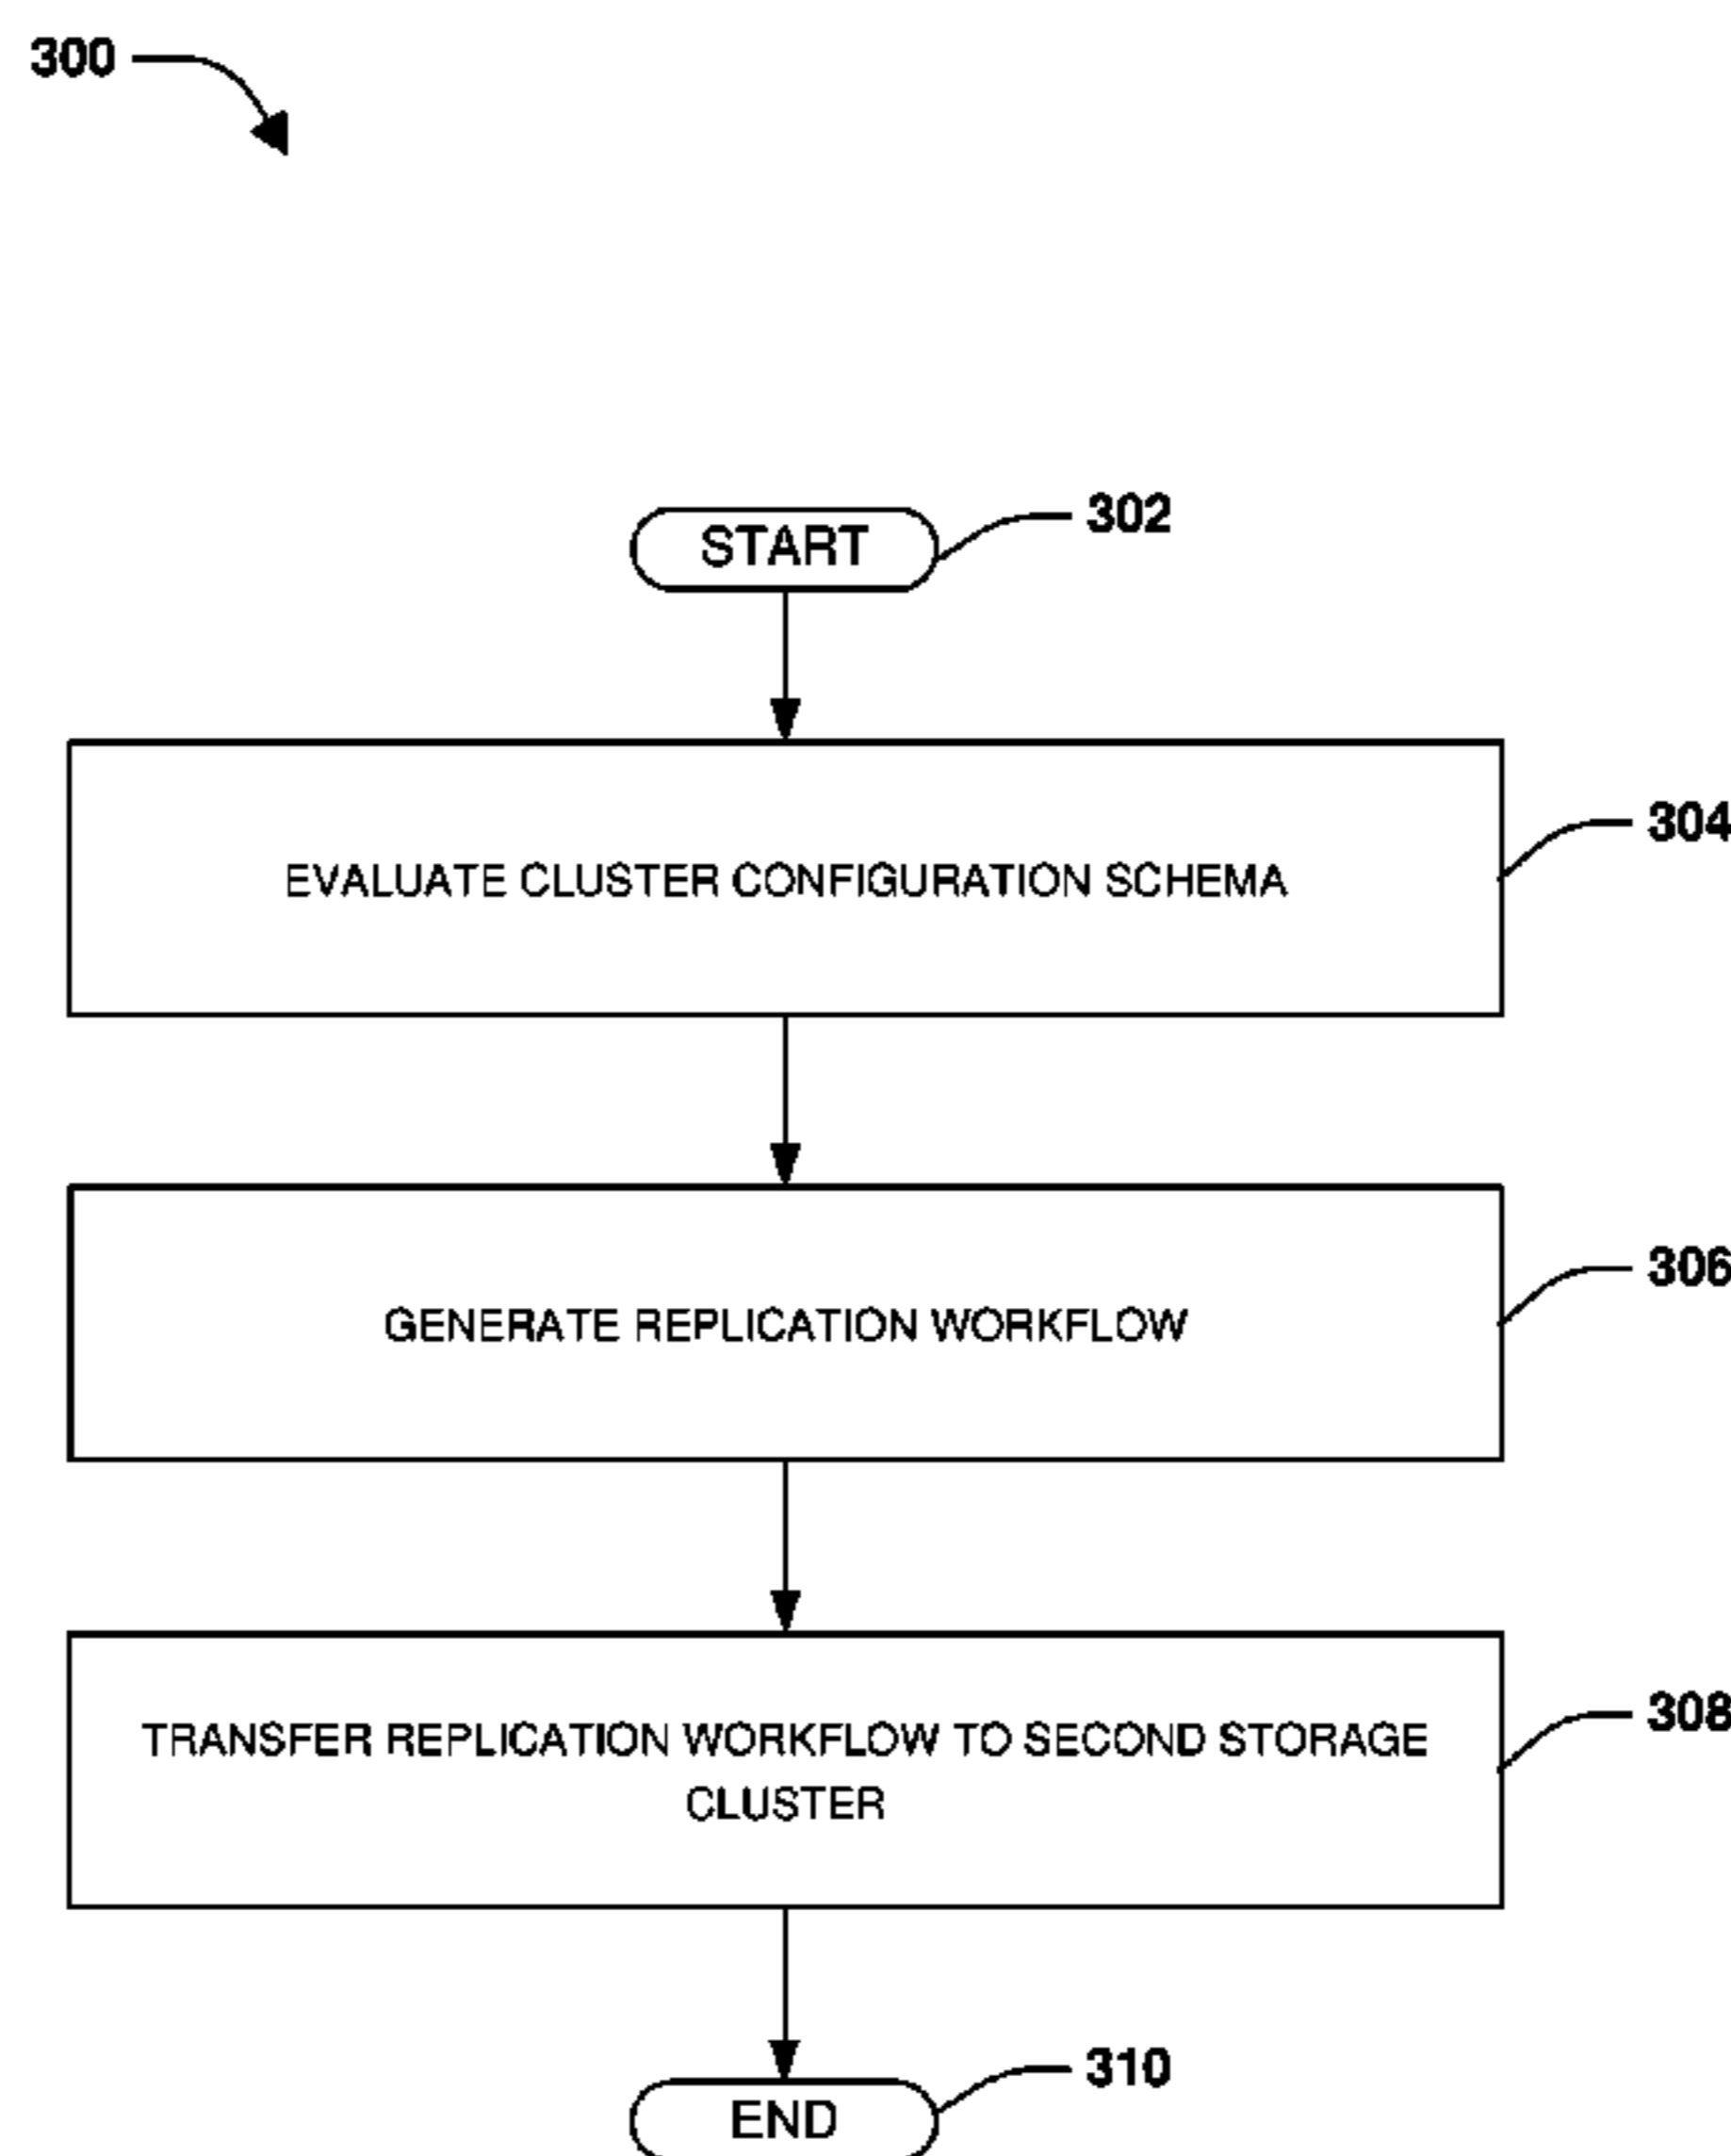 300
START
302
EVALUATE CLUSTER CONFIGURATION SCHEMA
304
GENERATE REPLICATION WORKFLOW
306
TRANSFER REPLICATION WORKFLOW TO SECOND STORAGE
CLUSTER
308
END
310